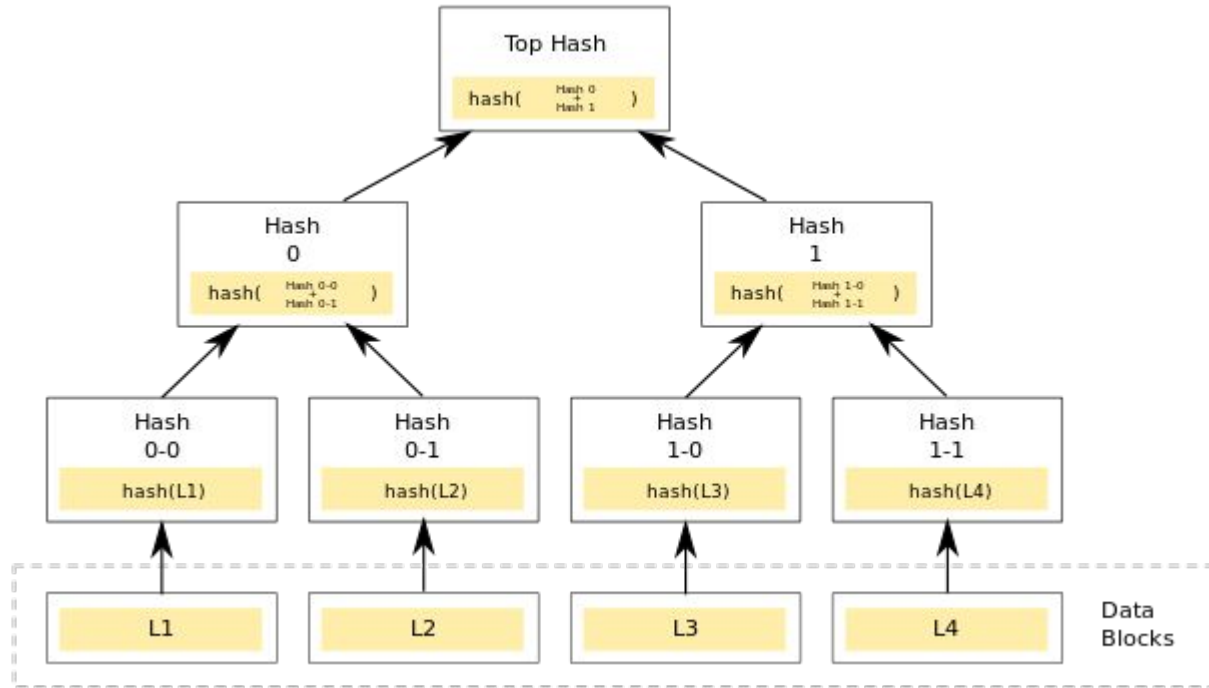 Top Hash
hash( Hash 0 + Hash 1 )
Hash
0
hash( Hash 0-0 + Hash 0-1 )
Hash
1
hash( Hash 1-0 + Hash 1-1 )
Hash
0-0
hash(L1)
Hash
0-1
hash(L2)
Hash
1-0
hash(L3)
Hash
1-1
hash(L4)
L1
L2
L3
L4
Data
Blocks